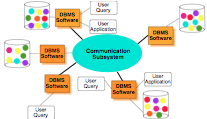 User
Query
DBMS
Software
User
Application
DBMS
Software
DBMS
Software
Communication
Subsystem
DBMS
Software
User
Query
DBMS
Software
User
Application
User
Query